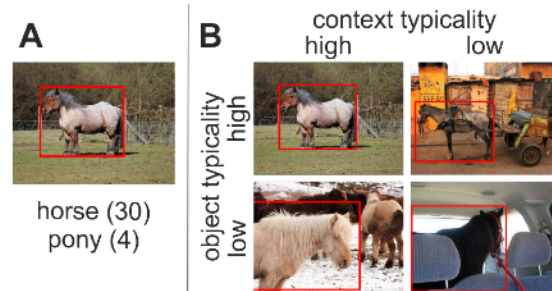 A
horse (30)
pony (4)
B
context typicality
high low
object typicality
high
low